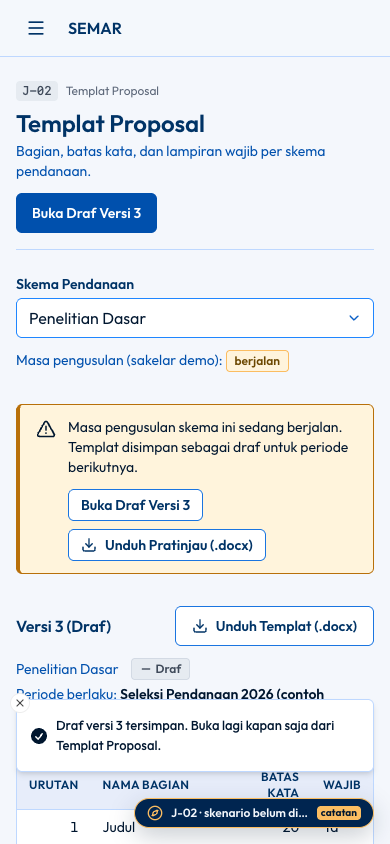 SEMAR
J-02 Templat Proposal
Templat Proposal
Bagian, batas kata, dan lampiran wajib per skema
pendanaan.
Buka Draf Versi 3
Skema Pendanaan
Penelitian Dasar
Masa pengusulan (sakelar demo): berjalan
Masa pengusulan skema ini sedang berjalan.
Templat disimpan sebagai draf untuk periode
berikutnya.
Buka Draf Versi 3
Unduh Pratinjau (.docx)
Versi 3 (Draf)
Unduh Templat (.docx)
Penelitian Dasar — Draf
Periode berlaku: Seleksi Pendanaan 2026 (contoh
Draf versi 3 tersimpan. Buka lagi kapan saja dari
Templat Proposal.
URUTAN NAMA BAGIAN BATAS KATA WAJIB
1 Judul 20 Ya
J-02 · skenario belum di... catatan